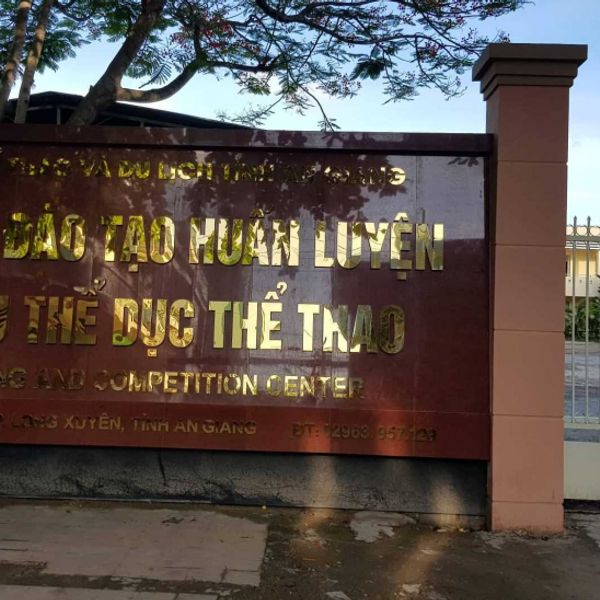 THAO VÀ DU LỊCH TỈNH AN GIANG
ĐÀO TẠO HUẤN LUYỆN
THỂ DỤC THỂ THAO
AND COMPETITION CENTER
LONG XUYÊN, TỈNH AN GIANG ĐT: 02963.957.129